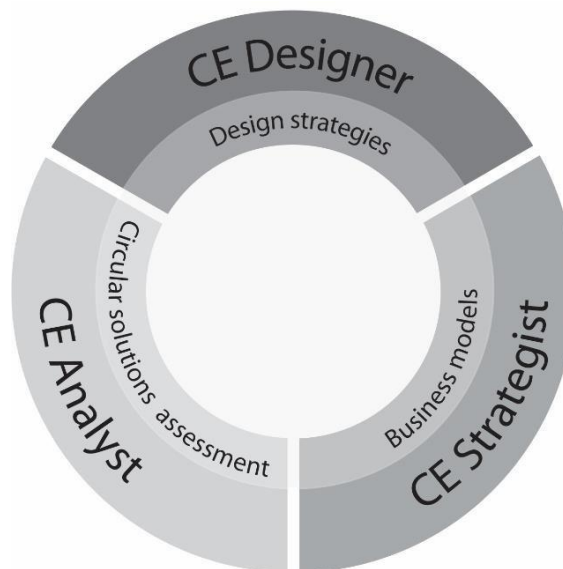 CE Designer
Design strategies
CE Analyst
Circular solutions assessment
Business models
CE Strategist